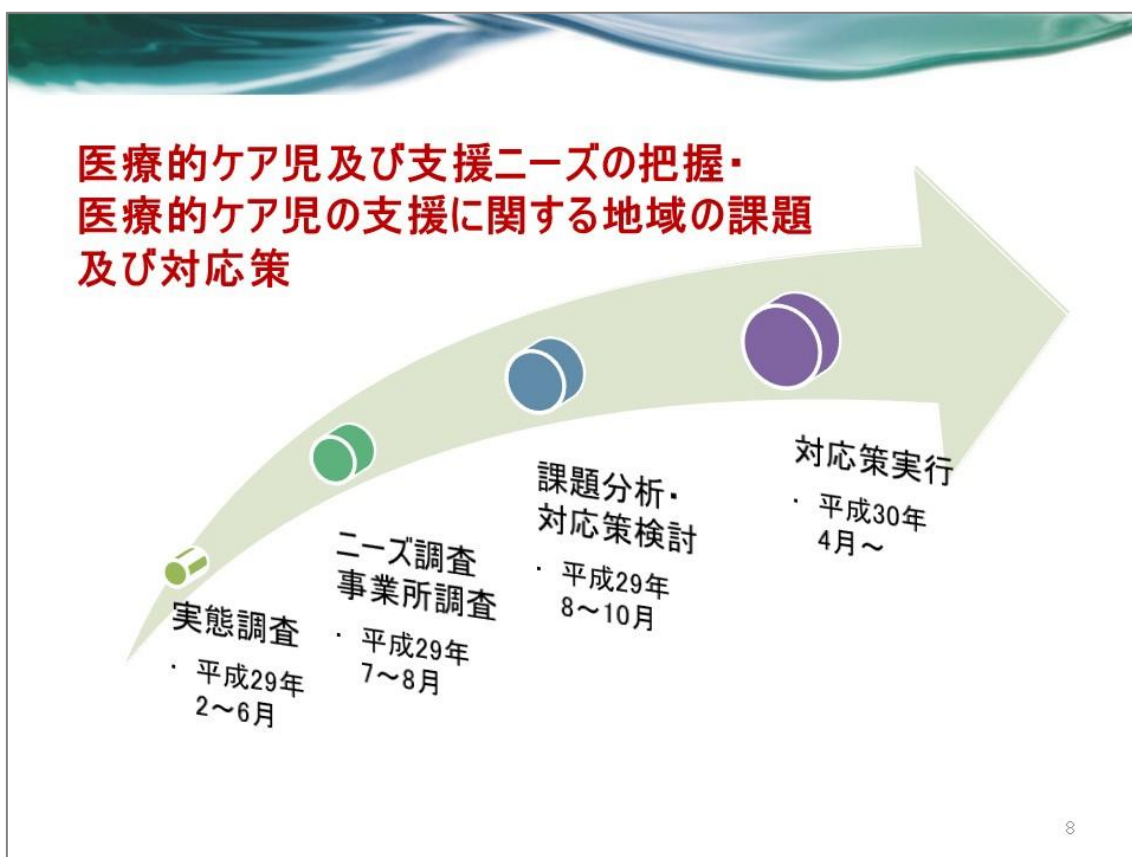 医療的ケア児及び支援ニーズの把握・
医療的ケア児の支援に関する地域の課題
及び対応策
実態調査
・ 平成29年
2～6月
ニーズ調査
事業所調査
・ 平成29年
7～8月
課題分析・
対応策検討
・ 平成29年
8～10月
対応策実行
・ 平成30年
4月～
8